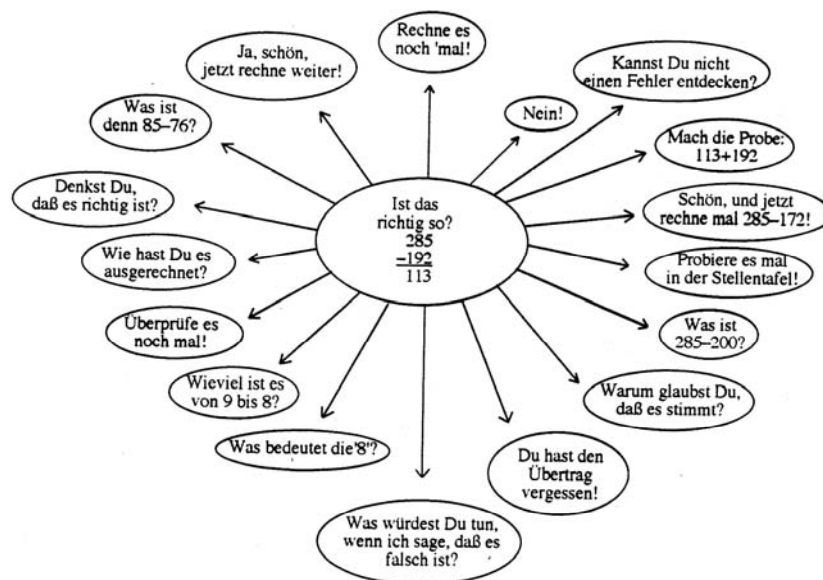 Rechne es
noch 'mal!
Ja, schön,
jetzt rechne weiter!
Kannst Du nicht
einen Fehler entdecken?
Was ist
denn 85–76?
Nein!
Mach die Probe:
113+192
Denkst Du,
daß es richtig ist?
Ist das
richtig so?
285
–192
113
Schön, und jetzt
rechne mal 285–172!
Wie hast Du es
ausgerechnet?
Probiere es mal
in der Stellentafel!
Überprüfe es
noch mal!
Was ist
285–200?
Wieviel ist es
von 9 bis 8?
Warum glaubst Du,
daß es stimmt?
Was bedeutet die '8'?
Du hast den
Übertrag
vergessen!
Was würdest Du tun,
wenn ich sage, daß es
falsch ist?